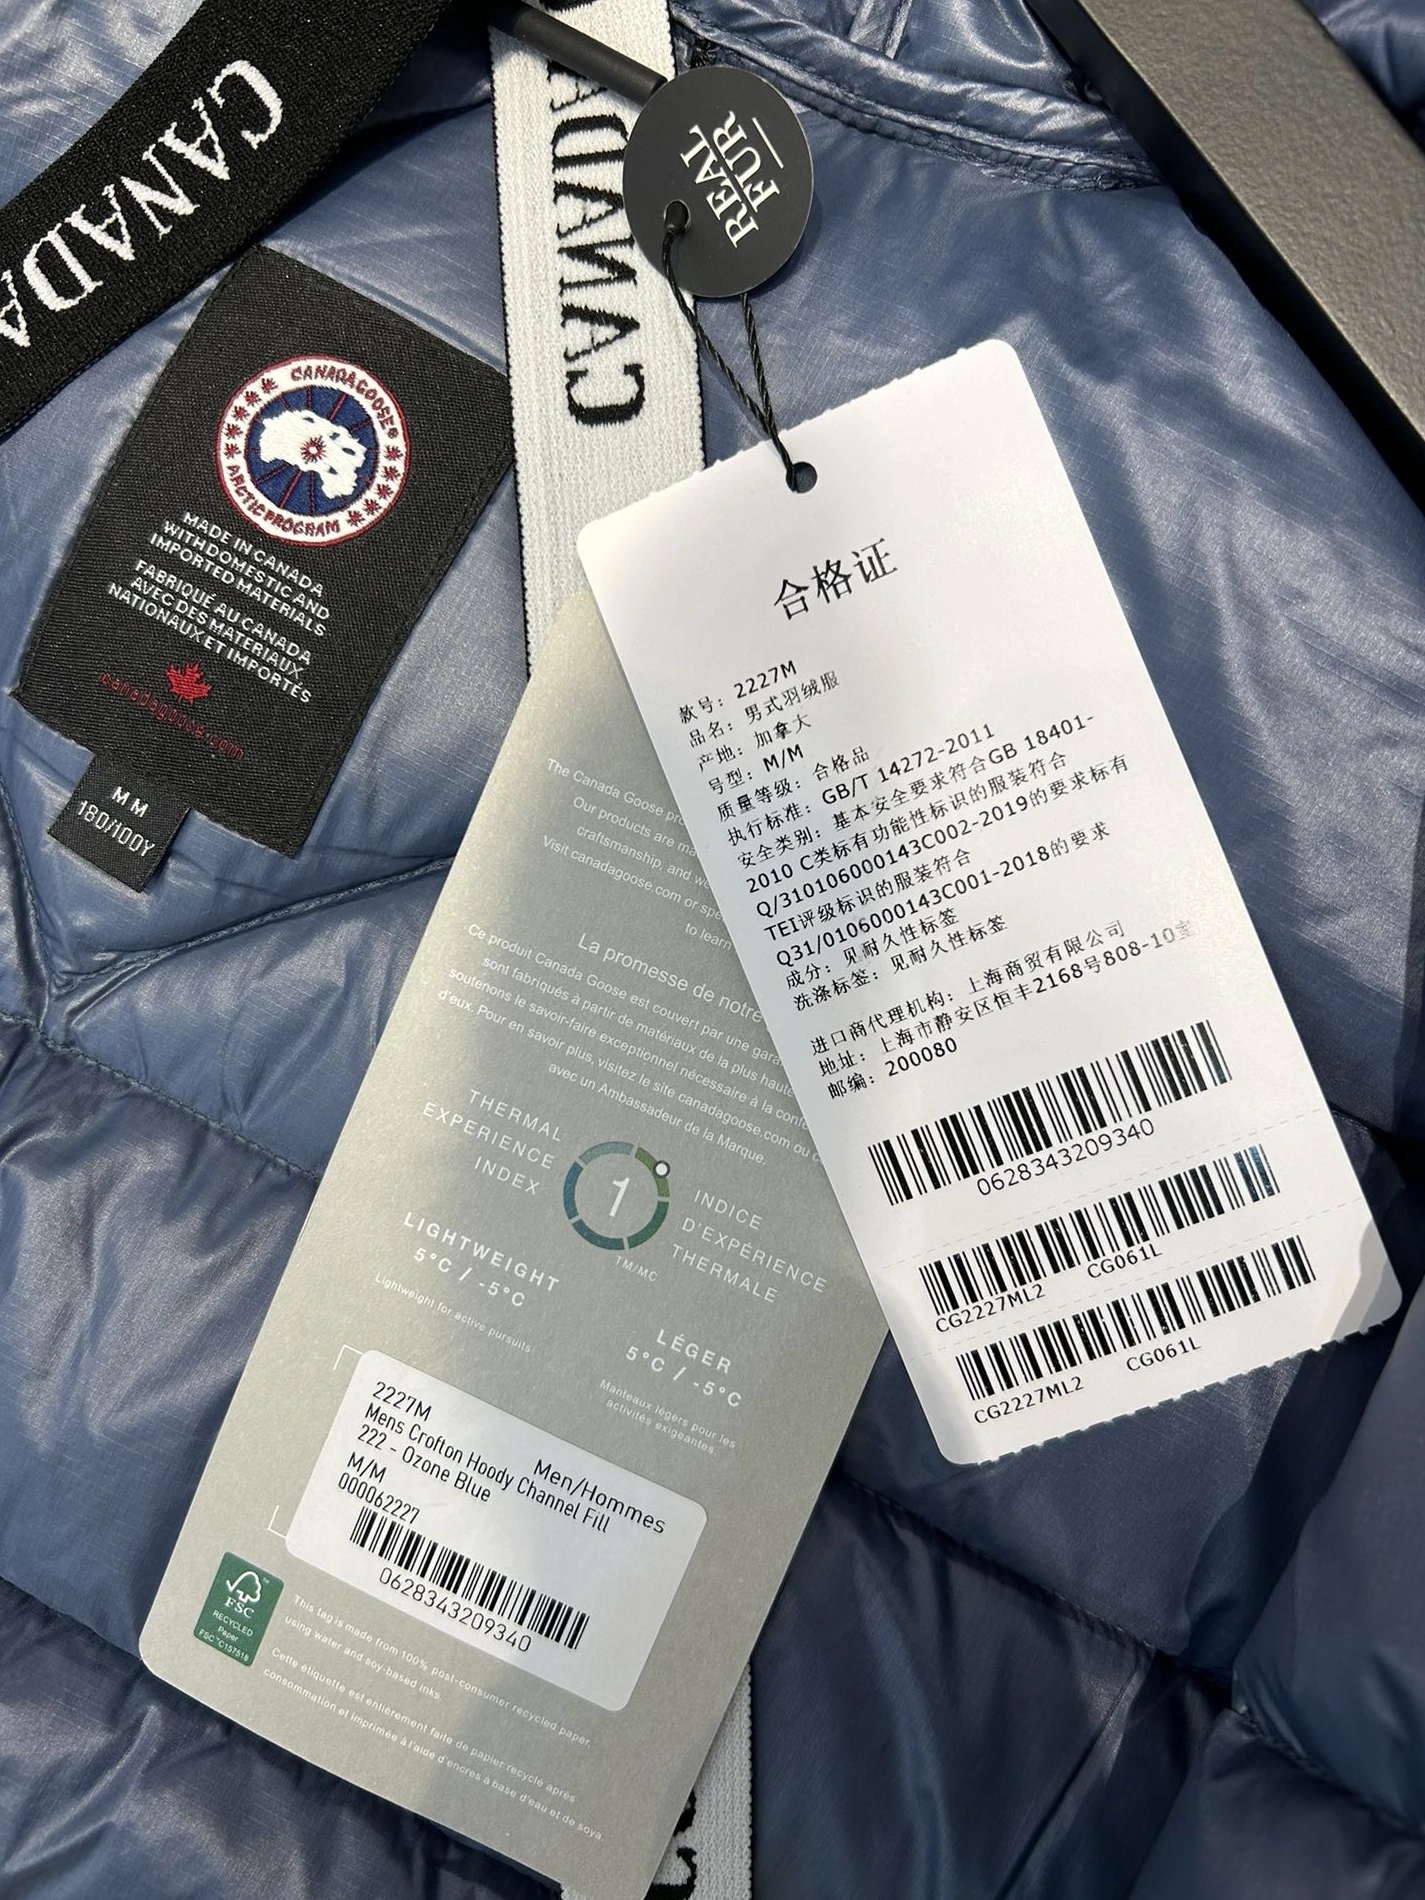 CANADA
CANADA
REAL
FUR
CANADA GOOSE®
ARCTIC PROGRAM
MADE IN CANADA
WITH DOMESTIC AND
IMPORTED MATERIALS
FABRIQUÉ AU CANADA
AVEC DES MATERIAUX
NATIONAUX ET IMPORTÉS
canadagoose.com
M M
180/100Y
合格证
款号: 2227M
品名: 男式羽绒服
产地: 加拿大
号型: M/M
质量等级: 合格品
执行标准: GB/T 14272-2011
安全类别: 基本安全要求符合GB 18401-
2010 C类标有功能性标识的服装符合
Q/3101060000143C002-2019的要求标有
TEI评级标识的服装符合
Q31/01060000143C001-2018的要求
成分: 见耐久性标签
洗涤标签: 见耐久性标签
进口商代理机构: 上海商贸有限公司
地址: 上海市静安区恒丰2168号808-10室
邮编: 200080
0628343209340
CG2227ML2 CG061L
CG2227ML2 CG061L
The Canada Goose
Our products are
craftsmanship, and
Visit canadagoose.com or
to learn
La promesse de notre
Ce produit Canada Goose est couvert par une
sont fabriqués à partir de matériaux de la plus haute
soutenons le savoir-faire exceptionnel nécessaire à la
d'eux. Pour en savoir plus, visitez le site canadagoose.com ou
avec un Ambassadeur de la Marque.
THERMAL
EXPERIENCE
INDEX
1
TM/MC
INDICE
D'EXPÉRIENCE
THERMALE
LIGHTWEIGHT
5°C / -5°C
Lightweight for active pursuits
LÉGER
5°C / -5°C
Manteaux légers pour les
activités exigeantes.
2227M Men/Hommes
Mens Crofton Hoody Channel Fill
222 - Ozone Blue
M/M
000062227
0628343209340
FSC™
RECYCLED
Paper
FSC™C157518
This tag is made from 100% post-consumer recycled paper,
using water and soy-based inks.
Cette étiquette est entièrement faite de papier recyclé après
consommation et imprimée à l'aide d'encres à base d'eau et de soya.